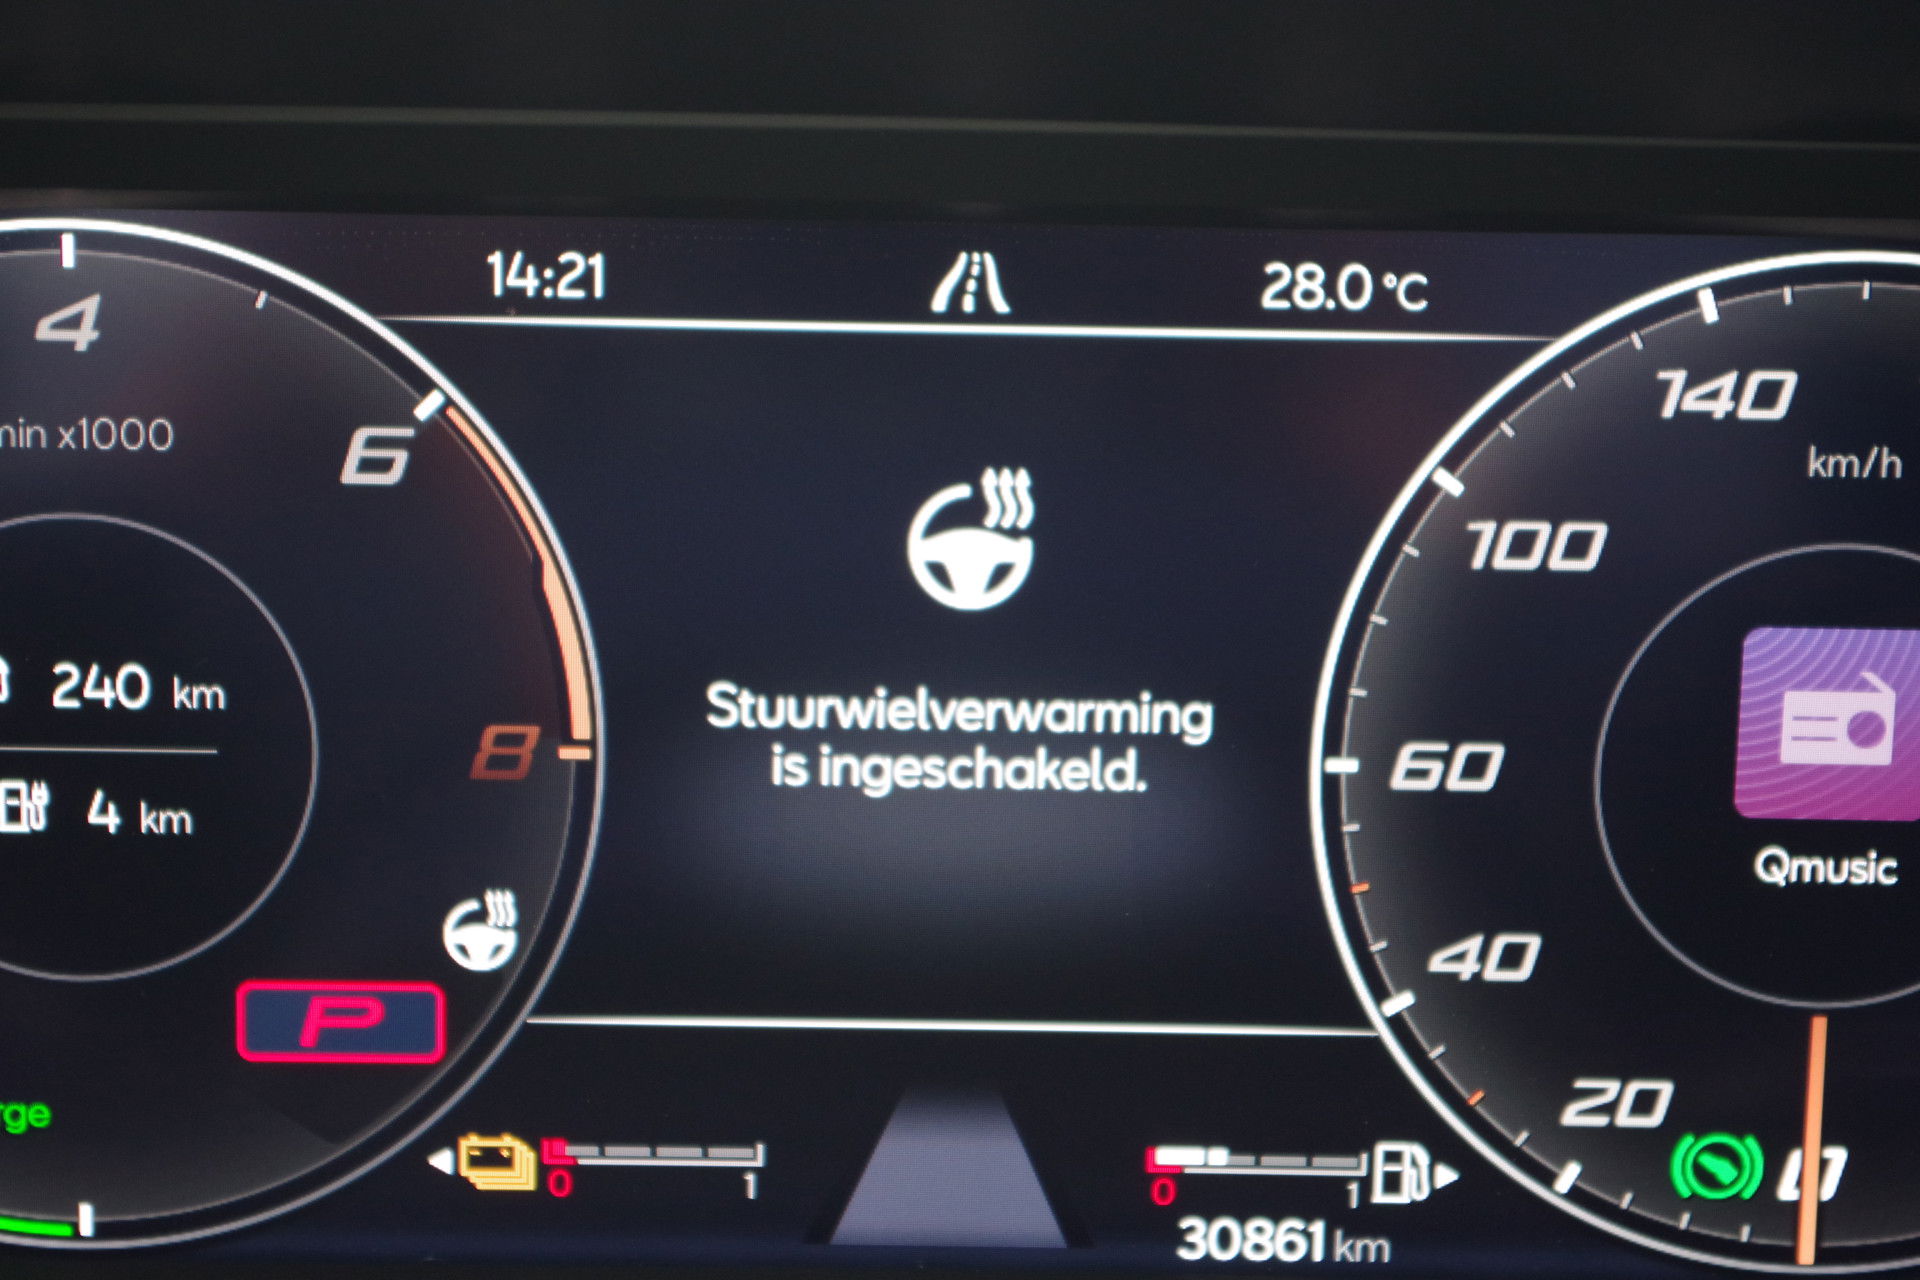 14:21
28.0 °C
4
min x1000
6
8
240 km
4 km
P
rge
Stuurwielverwarming
is ingeschakeld.
140
km/h
100
60
40
20
0
Qmusic
0 1
0 1
30861 km